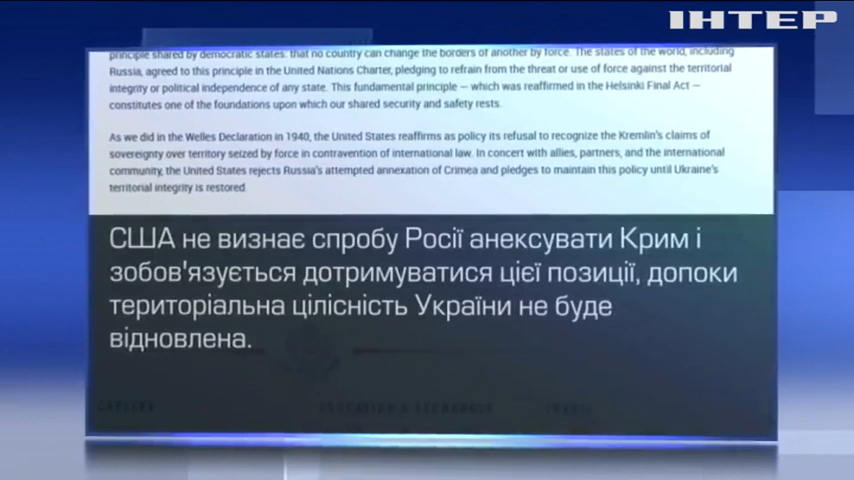 ІНТЕР
principle shared by democratic states: that no country can change the borders of another by force. The states of the world, including
Russia, agreed to this principle in the United Nations Charter, pledging to refrain from the threat or use of force against the territorial
integrity or political independence of any state. This fundamental principle — which was reaffirmed in the Helsinki Final Act —
constitutes one of the foundations upon which our shared security and safety rests.
As we did in the Welles Declaration in 1940, the United States reaffirms as policy its refusal to recognize the Kremlin's claims of
sovereignty over territory seized by force in contravention of international law. In concert with allies, partners, and the international
community, the United States rejects Russia's attempted annexation of Crimea and pledges to maintain this policy until Ukraine's
territorial integrity is restored.
США не визнає спробу Росії анексувати Крим і
зобов'язується дотримуватися цієї позиції, допоки
територіальна цілісність України не буде
відновлена.